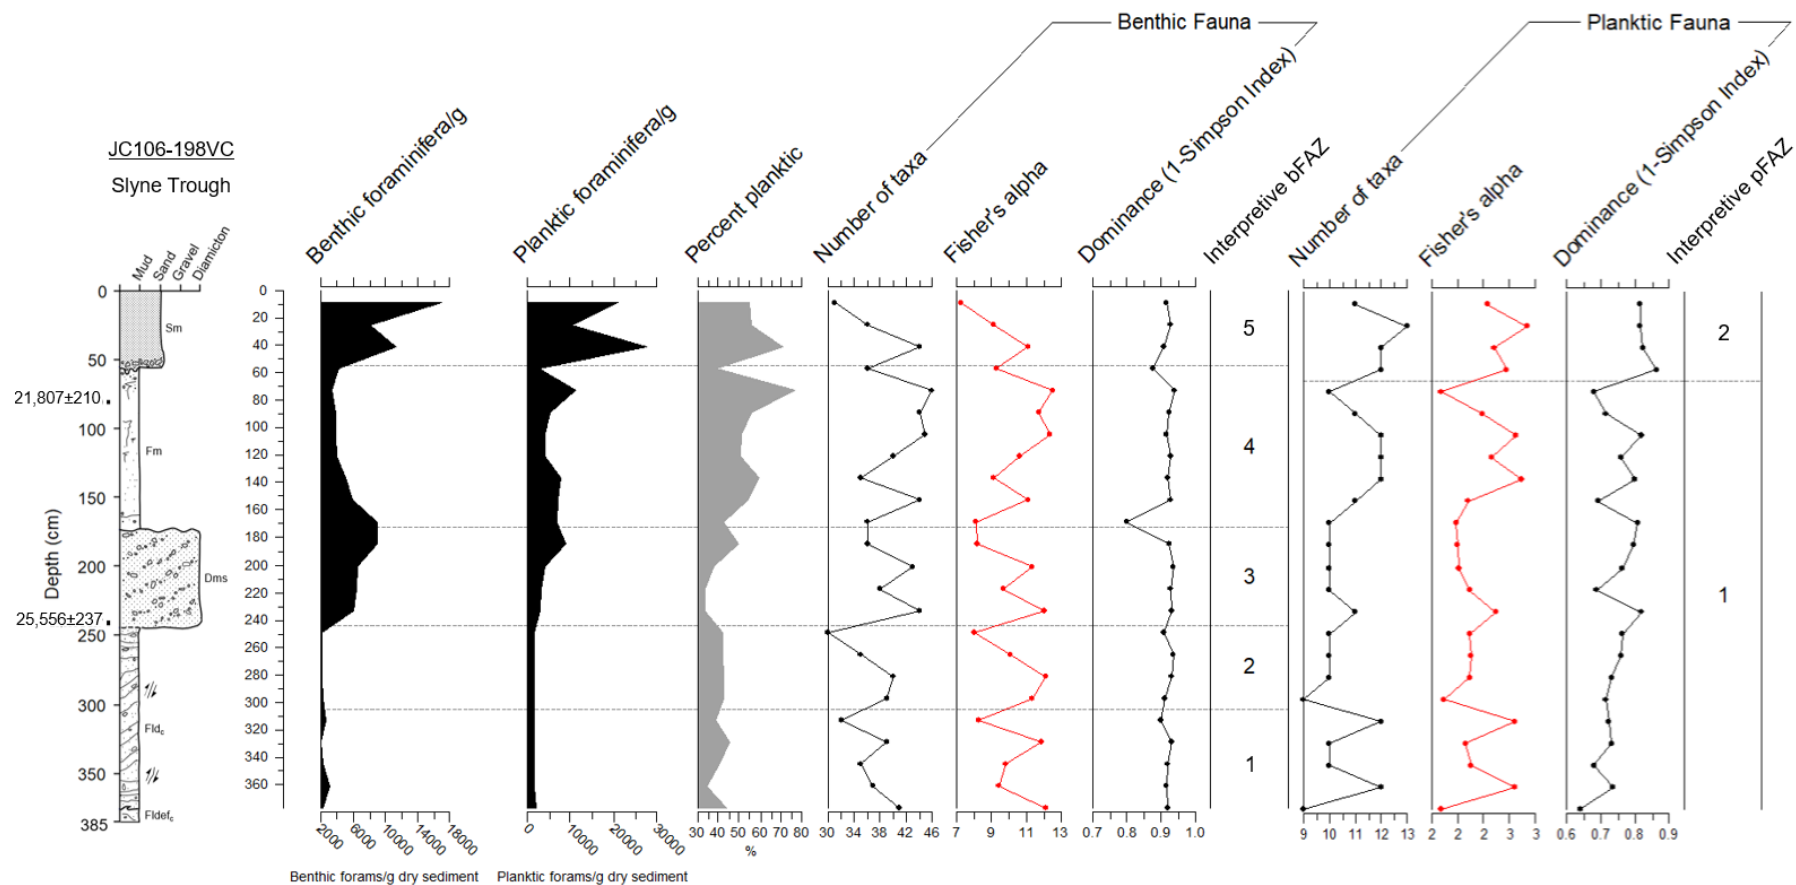 Benthic Fauna
Planktic Fauna
JC106-198VC
Slyne Trough
Mud
Sand
Gravel
Diamicton
Benthic foraminifera/g
Planktic foraminifera/g
Percent planktic
Number of taxa
Fisher's alpha
Dominance (1-Simpson Index)
Interpretive bFAZ
Number of taxa
Fisher's alpha
Dominance (1-Simpson Index)
Interpretive pFAZ
Depth (cm)
0
50
100
150
200
250
300
350
385
21,807±210
25,556±237
Sm
Fm
Dms
Fldc
Fldefc
0
20
40
60
80
100
120
140
160
180
200
220
240
260
280
300
320
340
360
5
4
3
2
1
2
1
2000 6000 10000 14000 18000
0 10000 20000 30000
30 40 50 60 70 80
%
30 34 38 42 46
7 9 11 13
0.7 0.8 0.9 1.0
9 10 11 12 13
2 2 2 3 3
0.6 0.7 0.8 0.9
Benthic forams/g dry sediment
Planktic forams/g dry sediment